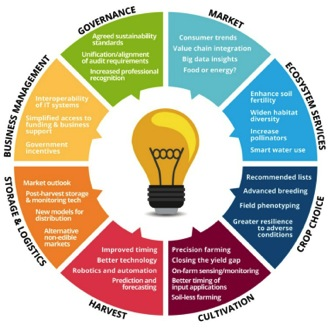 GOVERNANCE
Agreed sustainability
standards
Unification/alignment
of audit requirements
Increased professional
recognition
MARKET
Consumer trends
Value chain integration
Big data insights
Food or energy?
ECOSYSTEM SERVICES
Enhance soil
fertility
Widen habitat
diversity
Increase
pollinators
Smart water use
CROP CHOICE
Recommended lists
Advanced breeding
Field phenotyping
Greater resilience
to adverse
conditions
CULTIVATION
Precision farming
Closing the yield gap
On-farm sensing/monitoring
Better timing of
input applications
Soil-less farming
HARVEST
Improved timing
Better technology
Robotics and automation
Prediction and
forecasting
STORAGE & LOGISTICS
Market outlook
Post-harvest storage
& monitoring tech
New models for
distribution
Alternative
non-edible
markets
BUSINESS MANAGEMENT
Interoperability
of IT systems
Simplified access to
funding & business
support
Government
incentives